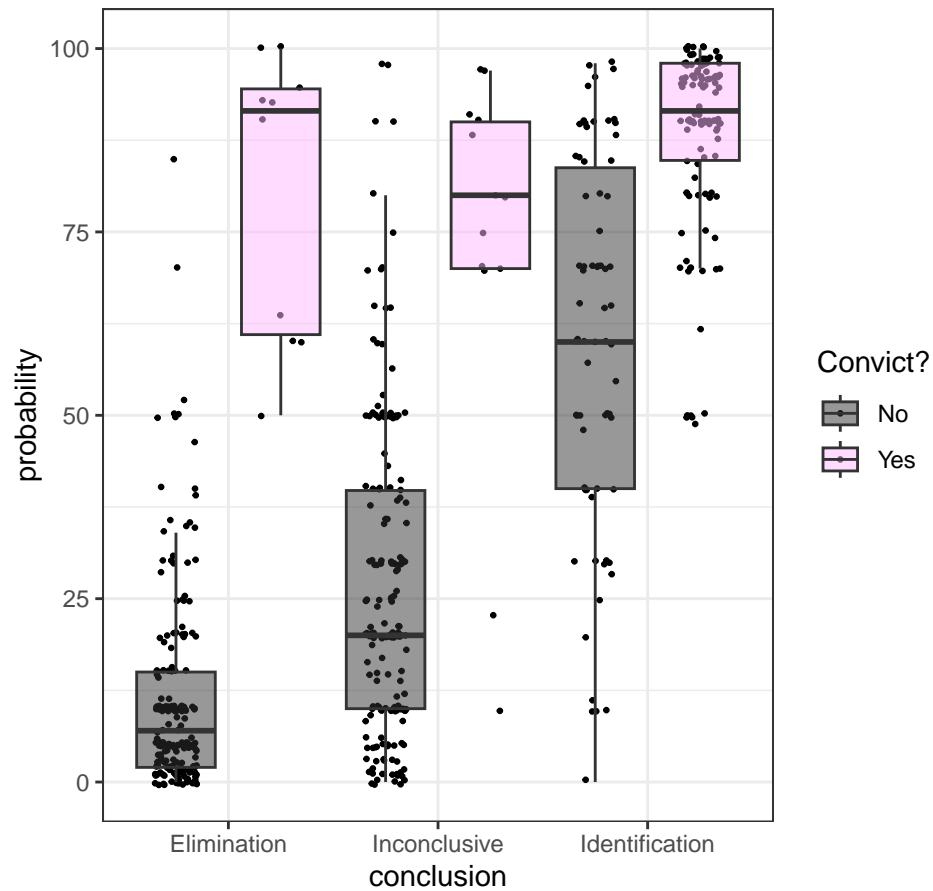 100
75
50
25
0
probability
Elimination
Inconclusive
Identification
conclusion
Convict?
No
Yes